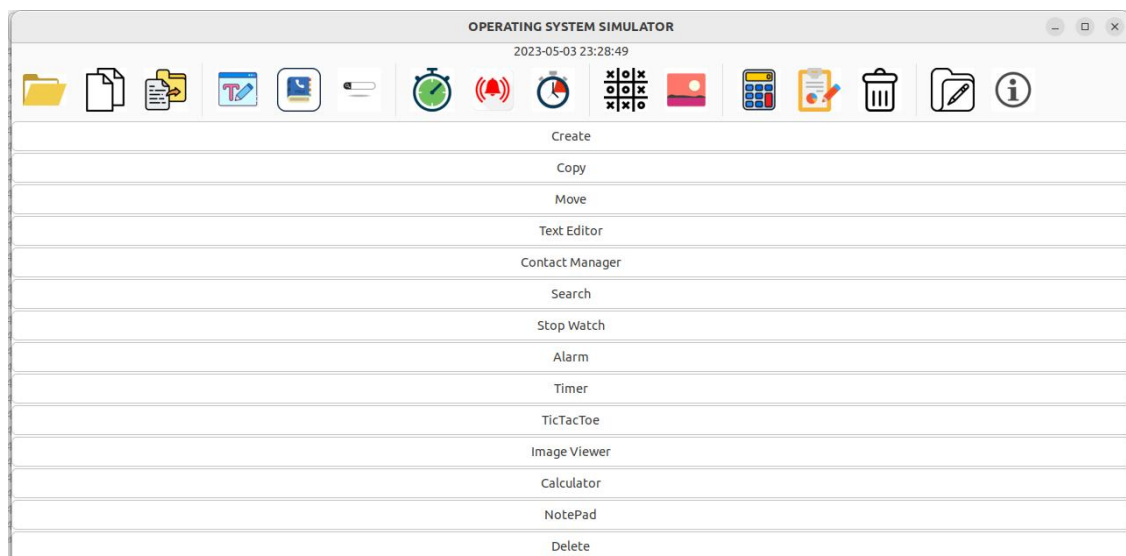 OPERATING SYSTEM SIMULATOR
2023-05-03 23:28:49
Create
Copy
Move
Text Editor
Contact Manager
Search
Stop Watch
Alarm
Timer
TicTacToe
Image Viewer
Calculator
NotePad
Delete